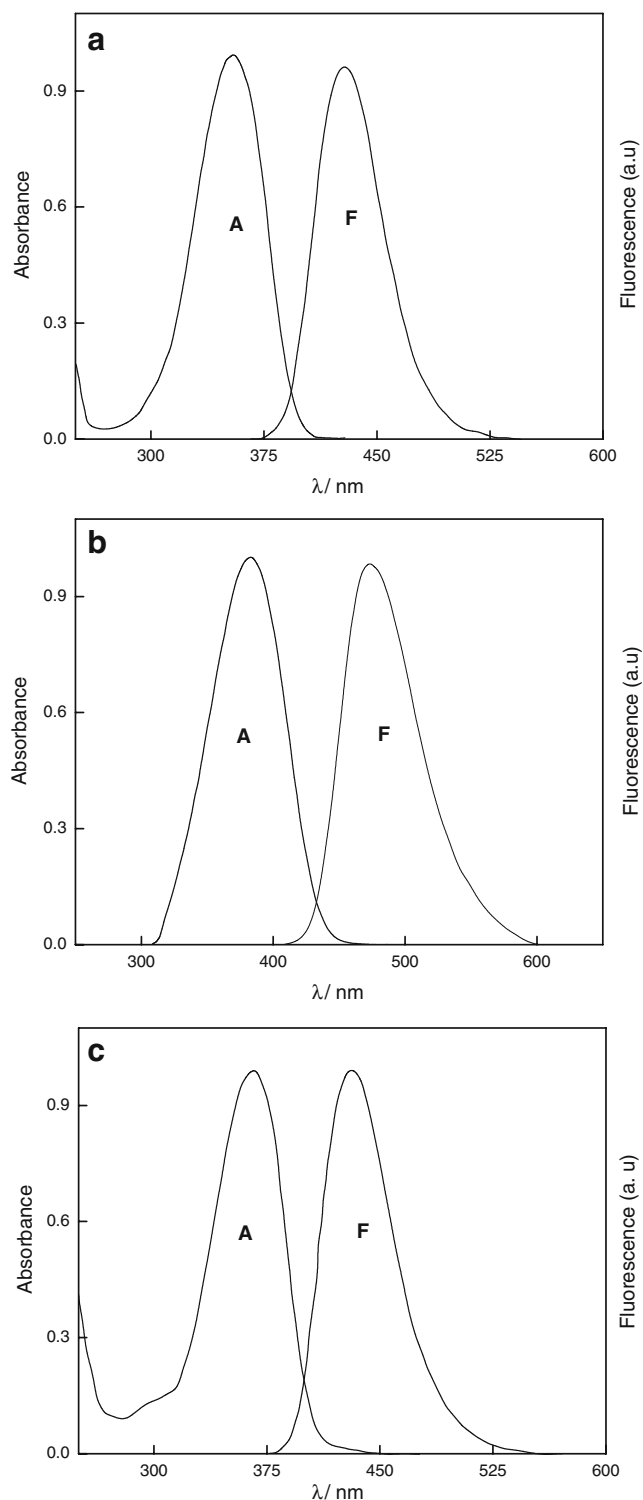 a
0.9
0.6
0.3
0.0
Absorbance
Fluorescence (a.u)
A
F
300 375 450 525 600
λ/ nm
b
0.9
0.6
0.3
0.0
Absorbance
Fluorescence (a.u)
A
F
300 400 500 600
λ/ nm
c
0.9
0.6
0.3
0.0
Absorbance
Fluorescence (a. u)
A
F
300 375 450 525 600
λ/ nm